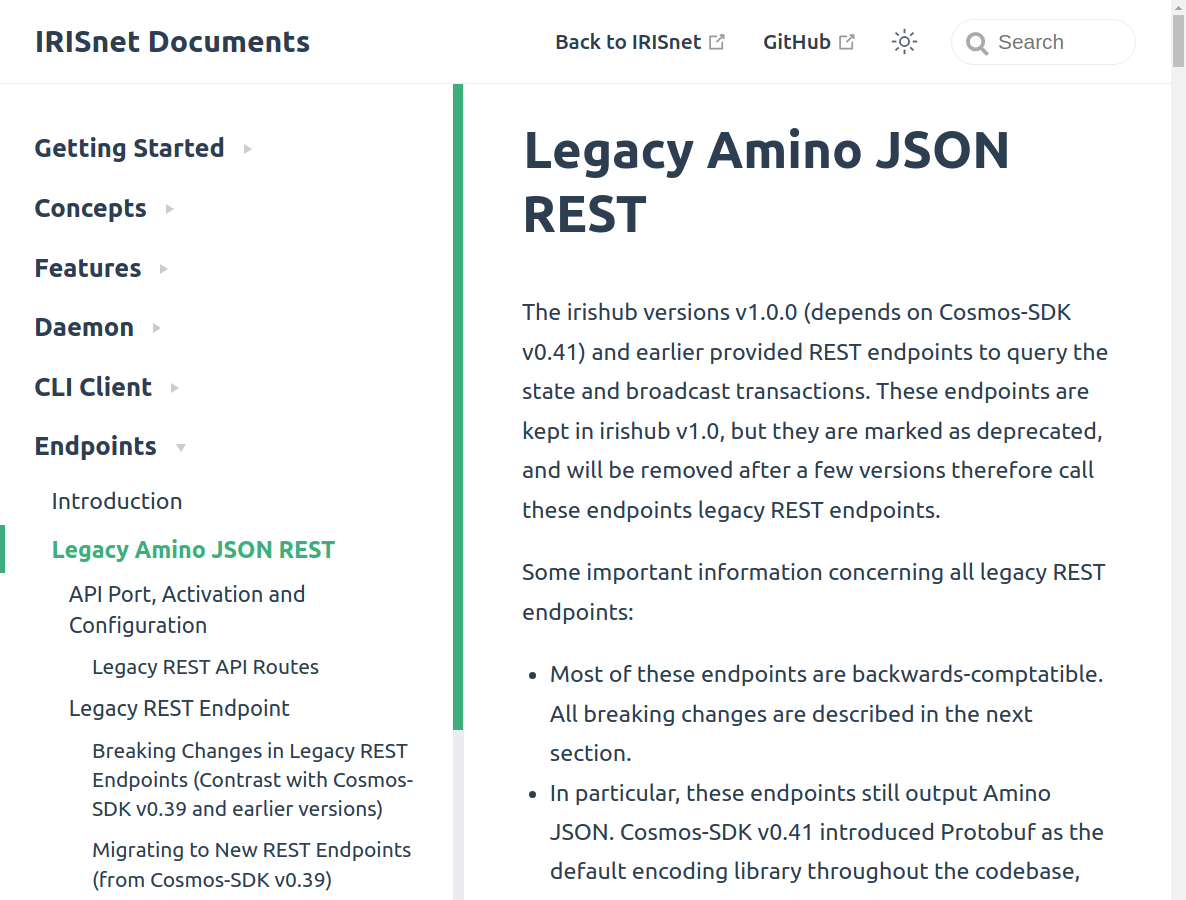 IRISnet Documents
Back to IRISnet
GitHub
Search
Getting Started
Concepts
Features
Daemon
CLI Client
Endpoints
Introduction
Legacy Amino JSON REST
API Port, Activation and
Configuration
Legacy REST API Routes
Legacy REST Endpoint
Breaking Changes in Legacy REST
Endpoints (Contrast with Cosmos-
SDK v0.39 and earlier versions)
Migrating to New REST Endpoints
(from Cosmos-SDK v0.39)
Legacy Amino JSON
REST
The irishub versions v1.0.0 (depends on Cosmos-SDK
v0.41) and earlier provided REST endpoints to query the
state and broadcast transactions. These endpoints are
kept in irishub v1.0, but they are marked as deprecated,
and will be removed after a few versions therefore call
these endpoints legacy REST endpoints.
Some important information concerning all legacy REST
endpoints:
• Most of these endpoints are backwards-comptatible.
All breaking changes are described in the next
section.
• In particular, these endpoints still output Amino
JSON. Cosmos-SDK v0.41 introduced Protobuf as the
default encoding library throughout the codebase,